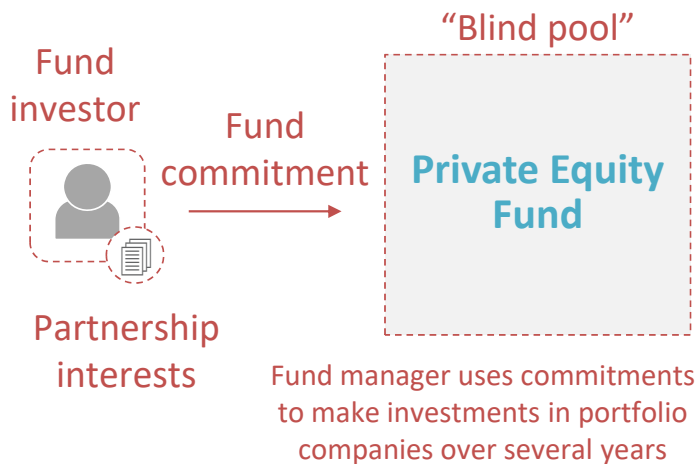 “Blind pool”
Fund
investor
Fund
commitment
Private Equity
Fund
Partnership
interests
Fund manager uses commitments
to make investments in portfolio
companies over several years